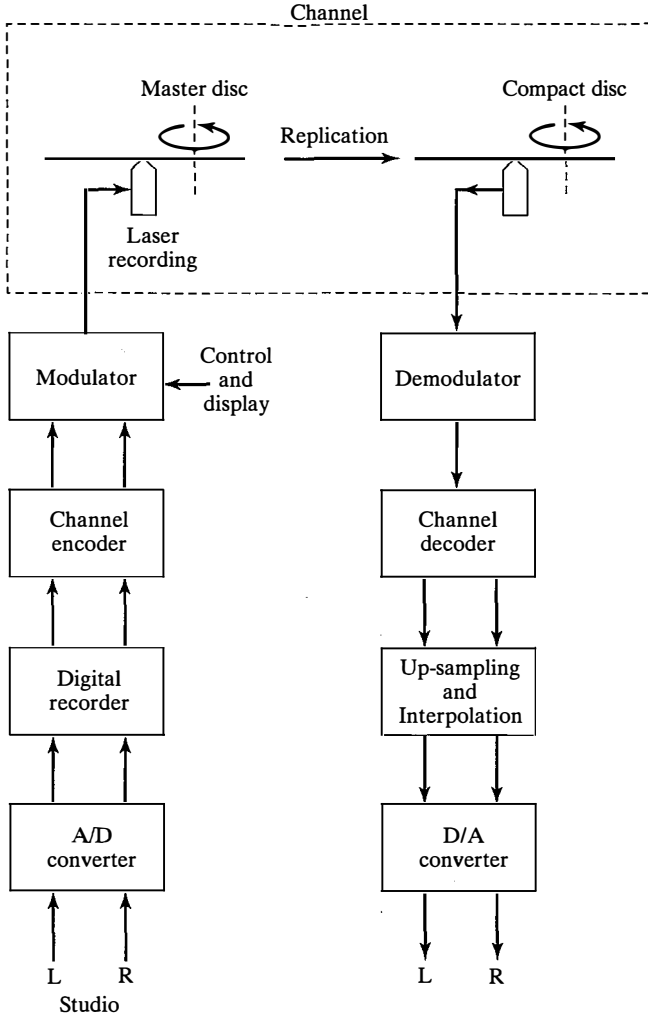 Channel
Master disc
Compact disc
Replication
Laser
recording
Modulator
Control
and
display
Demodulator
Channel
encoder
Channel
decoder
Digital
recorder
Up-sampling
and
Interpolation
A/D
converter
D/A
converter
L R
Studio
L R